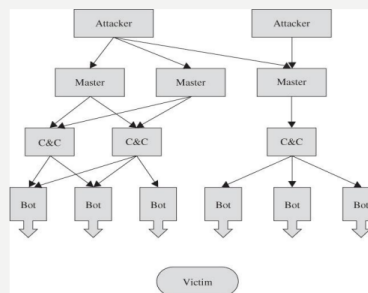 Attacker Attacker
Master Master Master
C&C C&C C&C
Bot Bot Bot Bot Bot Bot
Victim